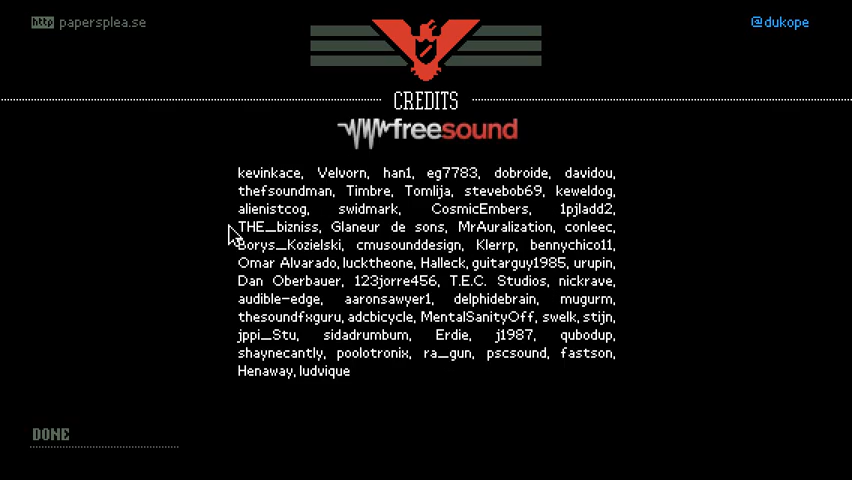 http papersplea.se
@dukope
CREDITS
freesound
kevinkace, Velvorn, han1, eg7783, dobroide, davidou,
thefsoundman, Timbre, Tomlija, stevebob69, keweldog,
alienistcog, swidmark, CosmicEmbers, 1pjladd2,
THE_bizniss, Glaneur de sons, MrAuralization, conleec,
Borys_Kozielski, cmusounddesign, Klerrp, bennychico11,
Omar Alvarado, lucktheone, Halleck, guitarguy1985, urupin,
Dan Oberbauer, 123jorre456, T.E.C. Studios, nickrave,
audible-edge, aaronsawyer1, delphidebrain, mugurm,
thesoundfxguru, adcbicycle, MentalSanityOff, swelk, stijn,
jppi_Stu, sidadrumbum, Erdie, j1987, qubodup,
shaynecantly, poolotronix, ra_gun, pscsound, fastson,
Henaway, ludvique
DONE